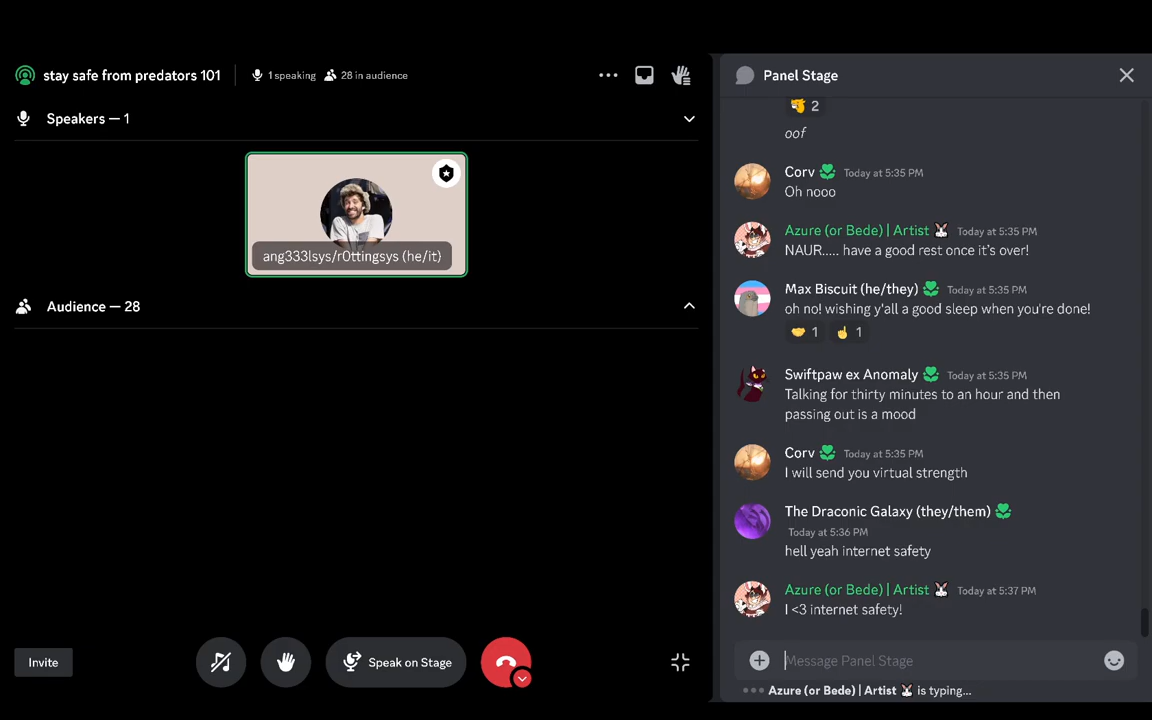 stay safe from predators 101
1 speaking
28 in audience
Speakers — 1
ang333lsys/r0ttingsys (he/it)
Audience — 28
Invite
Speak on Stage
Panel Stage
2
oof
Corv Today at 5:35 PM
Oh nooo
Azure (or Bede) | Artist Today at 5:35 PM
NAUR..... have a good rest once it's over!
Max Biscuit (he/they) Today at 5:35 PM
oh no! wishing y'all a good sleep when you're done!
1 1
Swiftpaw ex Anomaly Today at 5:35 PM
Talking for thirty minutes to an hour and then
passing out is a mood
Corv Today at 5:35 PM
I will send you virtual strength
The Draconic Galaxy (they/them)
Today at 5:36 PM
hell yeah internet safety
Azure (or Bede) | Artist Today at 5:37 PM
I <3 internet safety!
Message Panel Stage
Azure (or Bede) | Artist is typing...